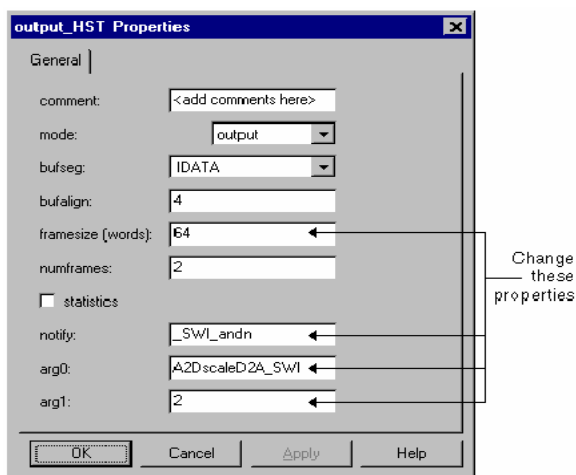 output_HST Properties
General
comment: <add comments here>
mode: output
bufseg: IDATA
bufalign: 4
framesize (words): 64
numframes: 2
statistics
notify: _SWI_andn
arg0: A2DscaleD2A_SWI
arg1: 2
Change
these
properties
OK Cancel Apply Help